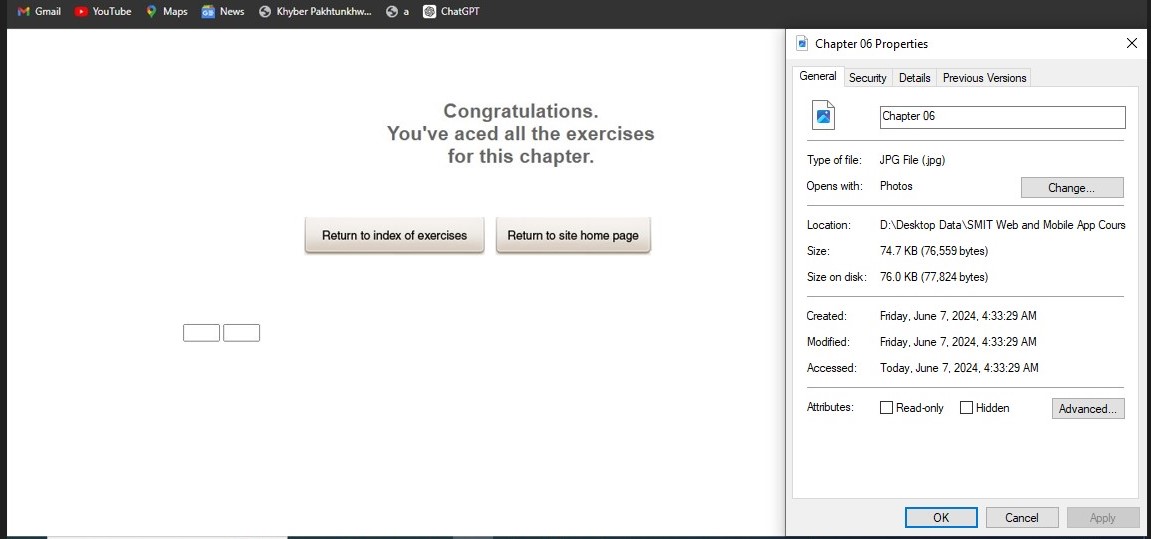 Gmail YouTube Maps News Khyber Pakhtunkhw... a ChatGPT
Congratulations.
You've aced all the exercises
for this chapter.
Return to index of exercises Return to site home page
Chapter 06 Properties
General Security Details Previous Versions
Chapter 06
Type of file: JPG File (.jpg)
Opens with: Photos Change...
Location: D:\Desktop Data\SMIT Web and Mobile App Cours
Size: 74.7 KB (76,559 bytes)
Size on disk: 76.0 KB (77,824 bytes)
Created: Friday, June 7, 2024, 4:33:29 AM
Modified: Friday, June 7, 2024, 4:33:29 AM
Accessed: Today, June 7, 2024, 4:33:29 AM
Attributes: Read-only Hidden Advanced...
OK Cancel Apply